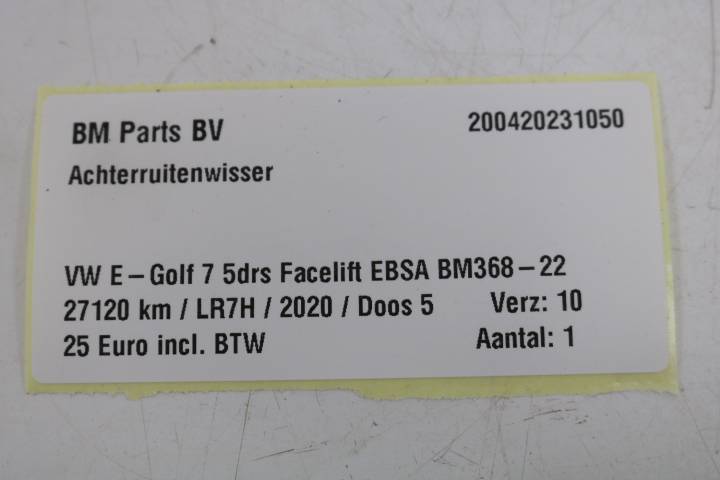 BM Parts BV 200420231050
Achterruitenwisser
VW E-Golf 7 5drs Facelift EBSA BM368-22
27120 km / LR7H / 2020 / Doos 5 Verz: 10
25 Euro incl. BTW Aantal: 1